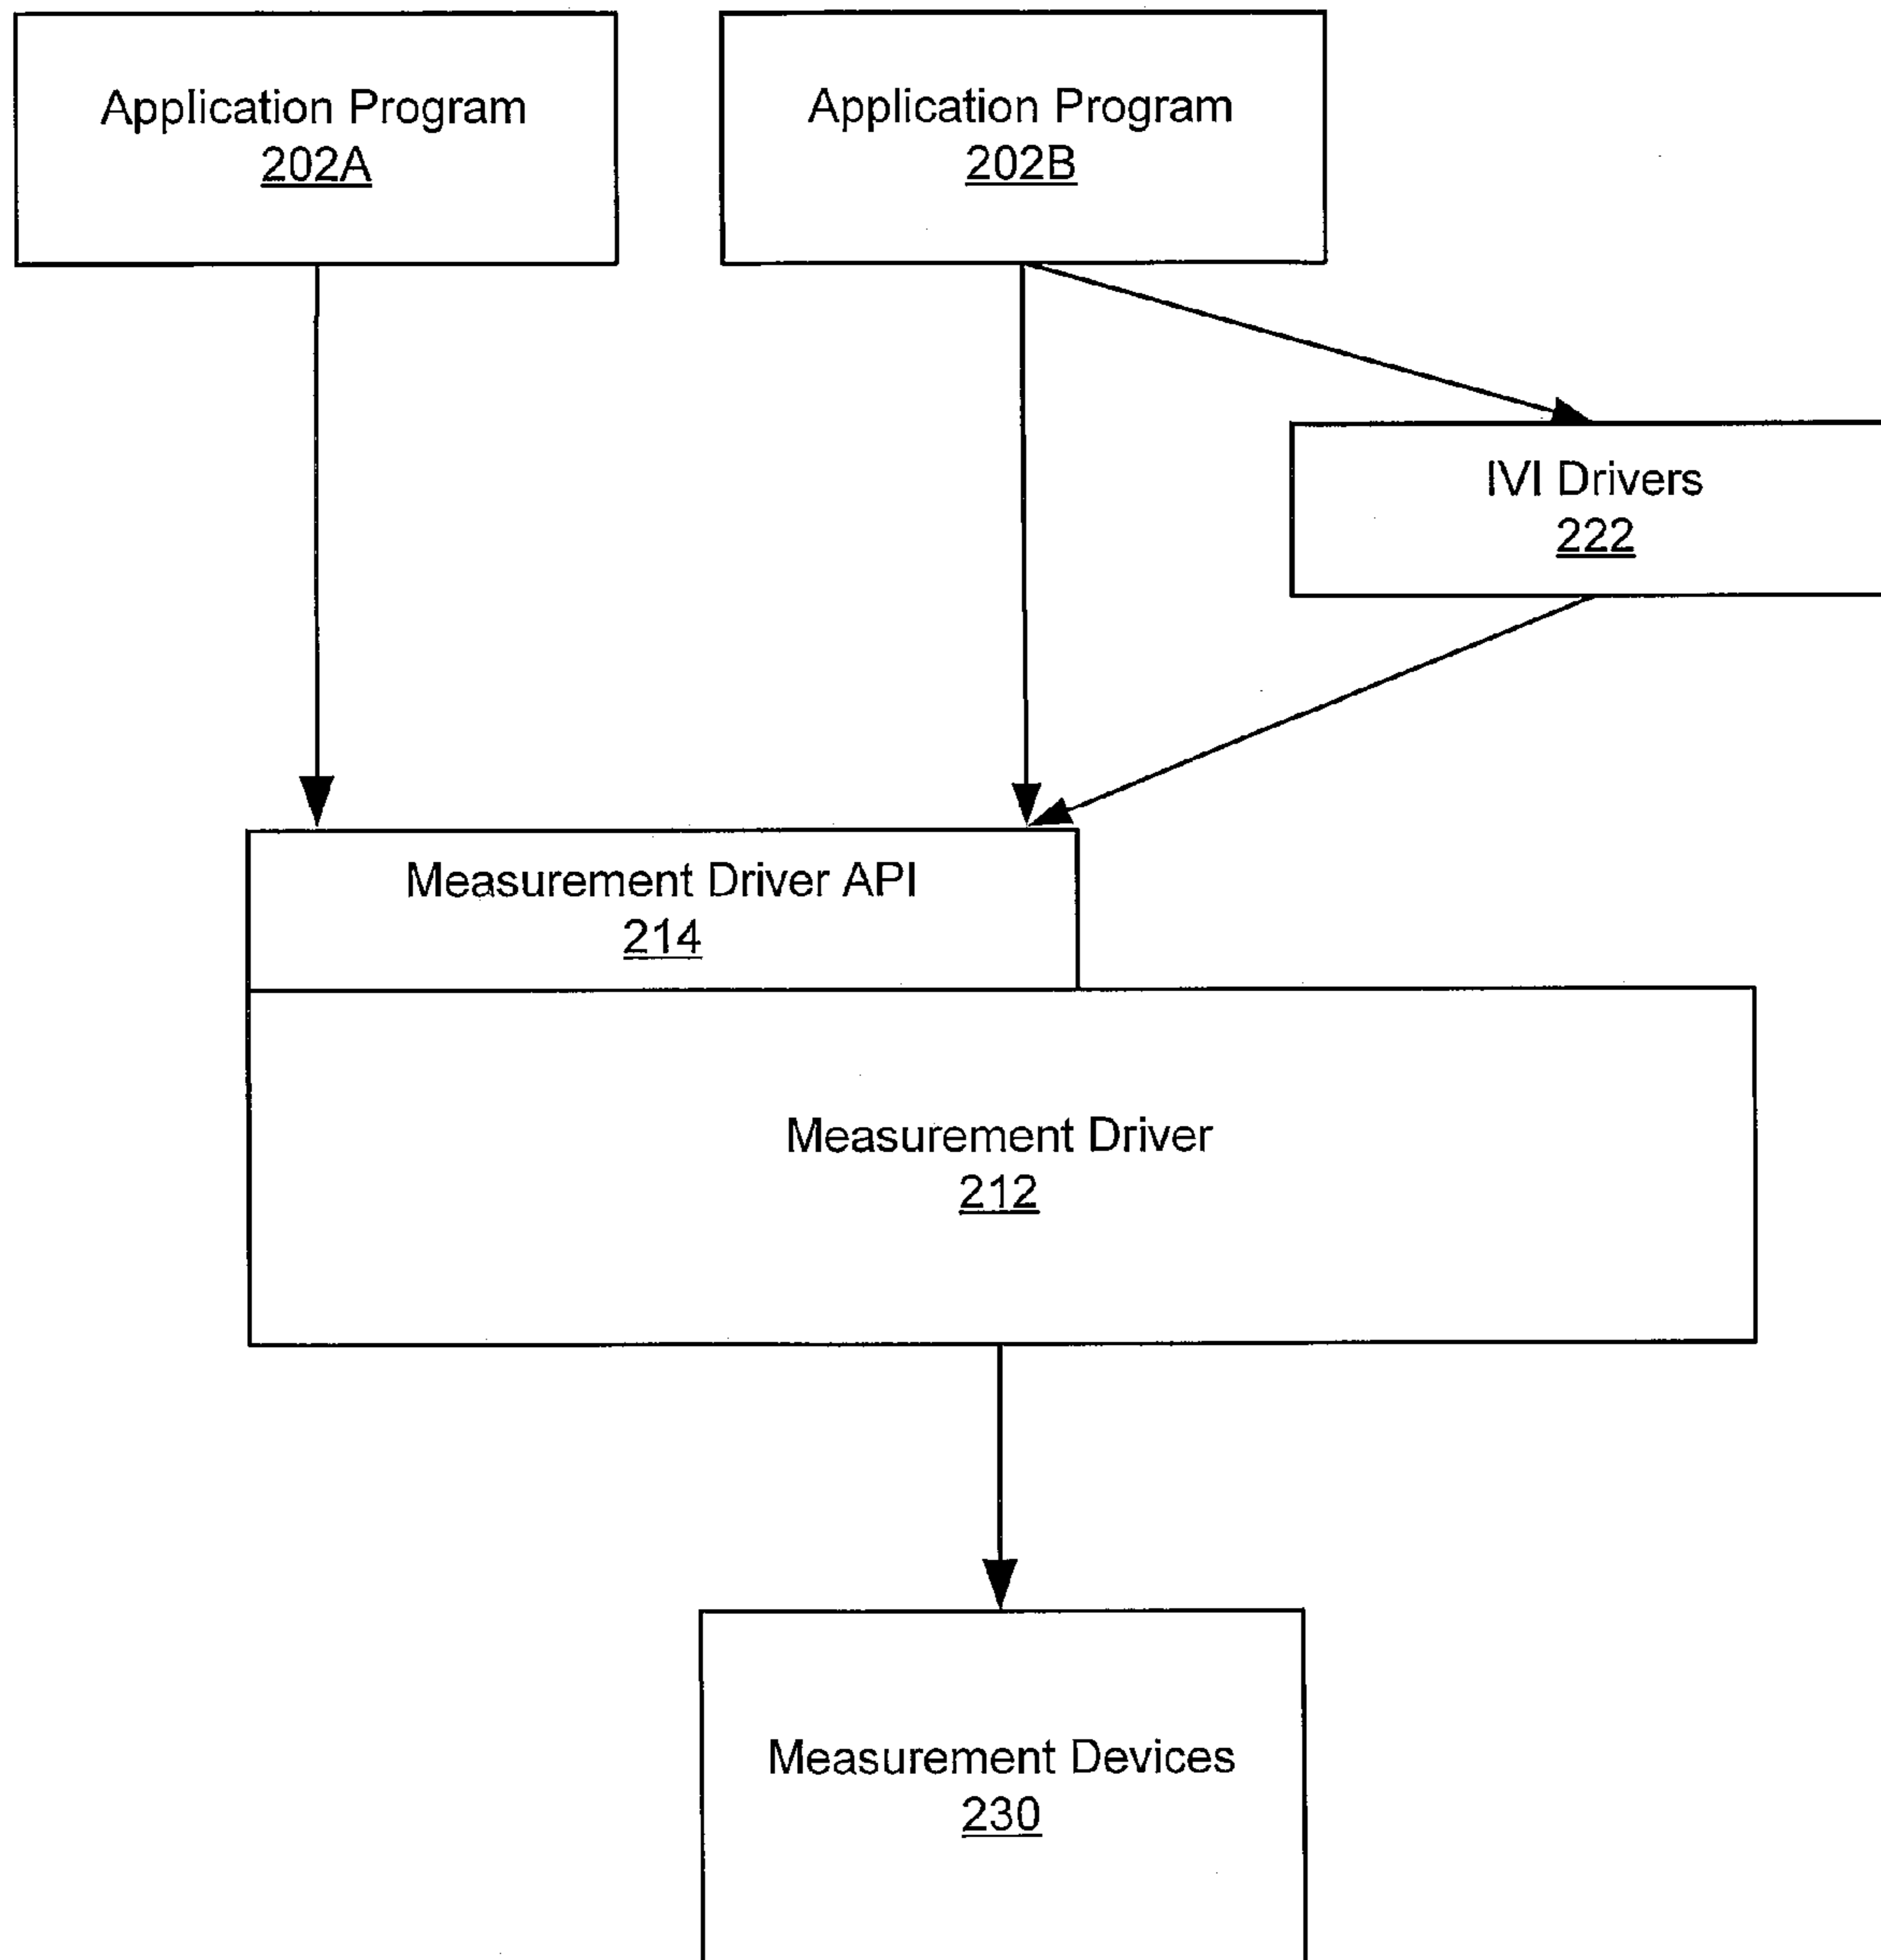 Application Program
202A
Application Program
202B
IVI Drivers
222
Measurement Driver API
214
Measurement Driver
212
Measurement Devices
230